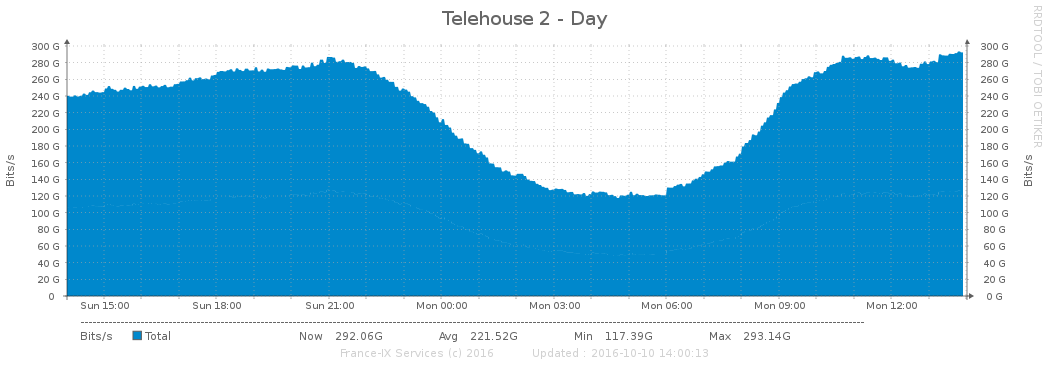 Telehouse 2 - Day
RRDTOOL / TOBI OETIKER
Bits/s
300 G 300 G
280 G 280 G
260 G 260 G
240 G 240 G
220 G 220 G
200 G 200 G
180 G 180 G
160 G 160 G
140 G 140 G
120 G 120 G
100 G 100 G
80 G 80 G
60 G 60 G
40 G 40 G
20 G 20 G
0 0 G
Bits/s
Sun 15:00 Sun 18:00 Sun 21:00 Mon 00:00 Mon 03:00 Mon 06:00 Mon 09:00 Mon 12:00
Bits/s Total Now 292.06G Avg 221.52G Min 117.39G Max 293.14G
France-IX Services (c) 2016 Updated : 2016-10-10 14:00:13